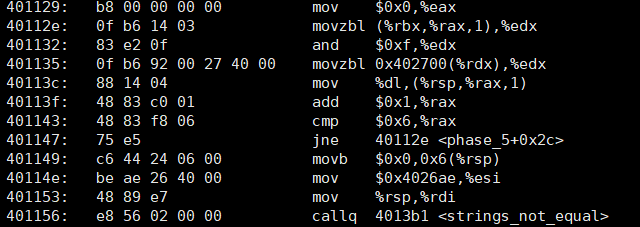 401129: b8 00 00 00 00 mov $0x0,%eax
40112e: 0f b6 14 03 movzbl (%rbx,%rax,1),%edx
401132: 83 e2 0f and $0xf,%edx
401135: 0f b6 92 00 27 40 00 movzbl 0x402700(%rdx),%edx
40113c: 88 14 04 mov %dl,(%rsp,%rax,1)
40113f: 48 83 c0 01 add $0x1,%rax
401143: 48 83 f8 06 cmp $0x6,%rax
401147: 75 e5 jne 40112e <phase_5+0x2c>
401149: c6 44 24 06 00 movb $0x0,0x6(%rsp)
40114e: be ae 26 40 00 mov $0x4026ae,%esi
401153: 48 89 e7 mov %rsp,%rdi
401156: e8 56 02 00 00 callq 4013b1 <strings_not_equal>